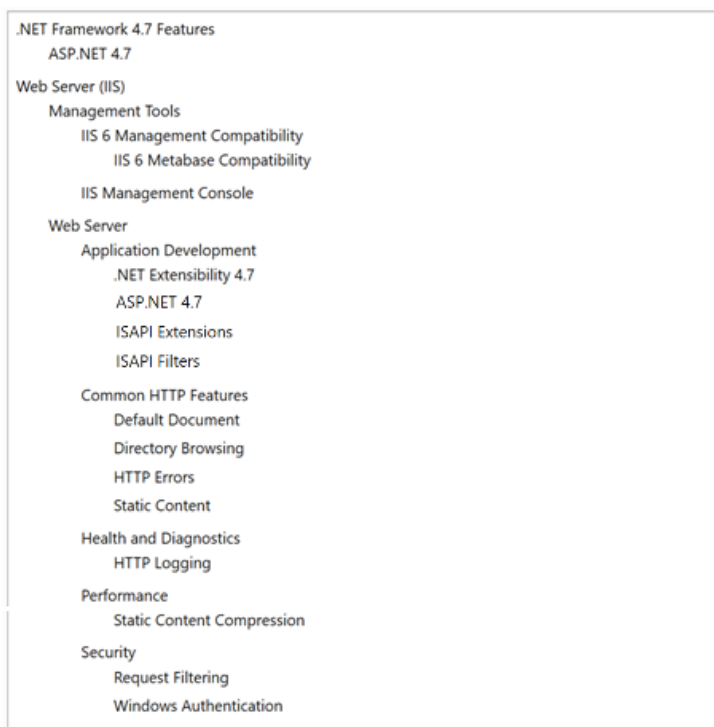 .NET Framework 4.7 Features
ASP.NET 4.7
Web Server (IIS)
Management Tools
IIS 6 Management Compatibility
IIS 6 Metabase Compatibility
IIS Management Console
Web Server
Application Development
.NET Extensibility 4.7
ASP.NET 4.7
ISAPI Extensions
ISAPI Filters
Common HTTP Features
Default Document
Directory Browsing
HTTP Errors
Static Content
Health and Diagnostics
HTTP Logging
Performance
Static Content Compression
Security
Request Filtering
Windows Authentication